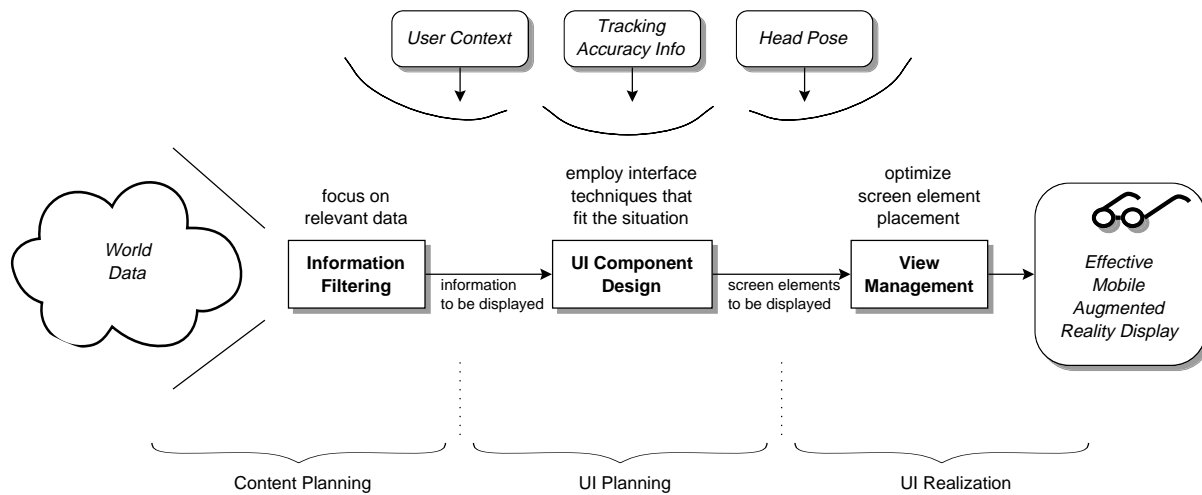 User Context
Tracking
Accuracy Info
Head Pose
focus on
relevant data
employ interface
techniques that
fit the situation
optimize
screen element
placement
World
Data
Information
Filtering
information
to be displayed
UI Component
Design
screen elements
to be displayed
View
Management
Effective
Mobile
Augmented
Reality Display
Content Planning
UI Planning
UI Realization